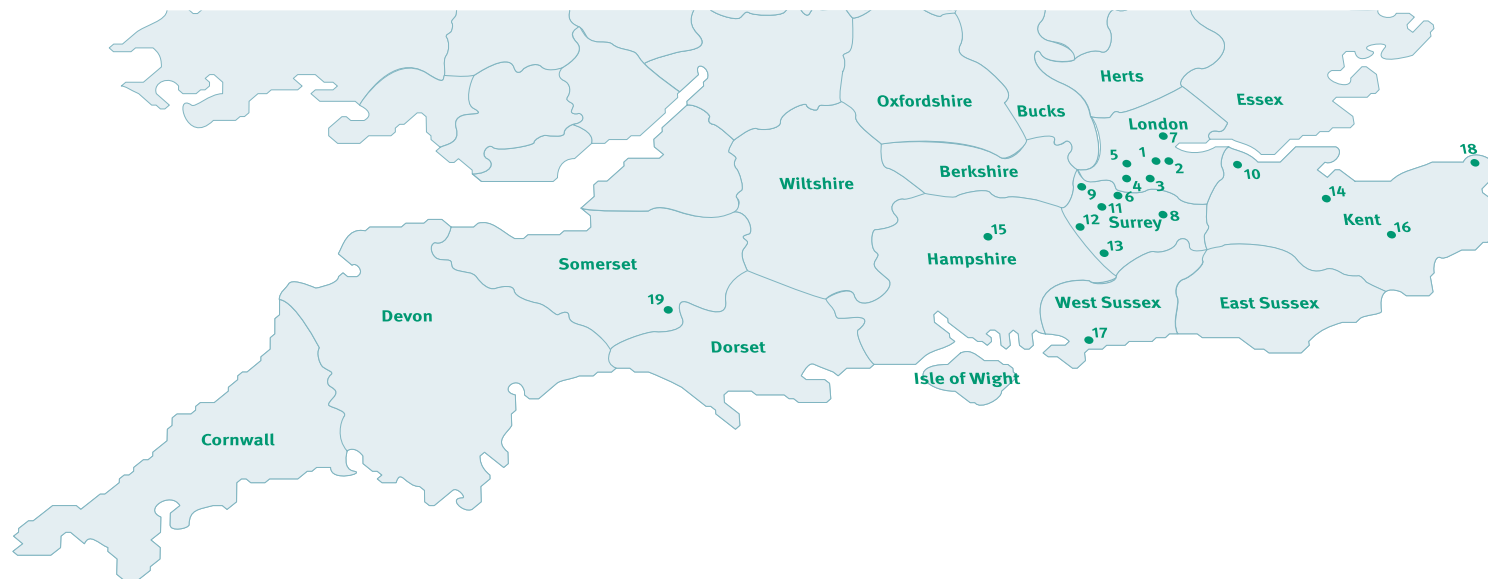 Herts
Oxfordshire
Bucks
Essex
London
7
5
1
2
18
Berkshire
10
Wiltshire
9
4
3
14
6
11
12
Surrey
8
Kent
16
15
13
Somerset
Hampshire
19
West Sussex
East Sussex
Devon
17
Dorset
Isle of Wight
Cornwall